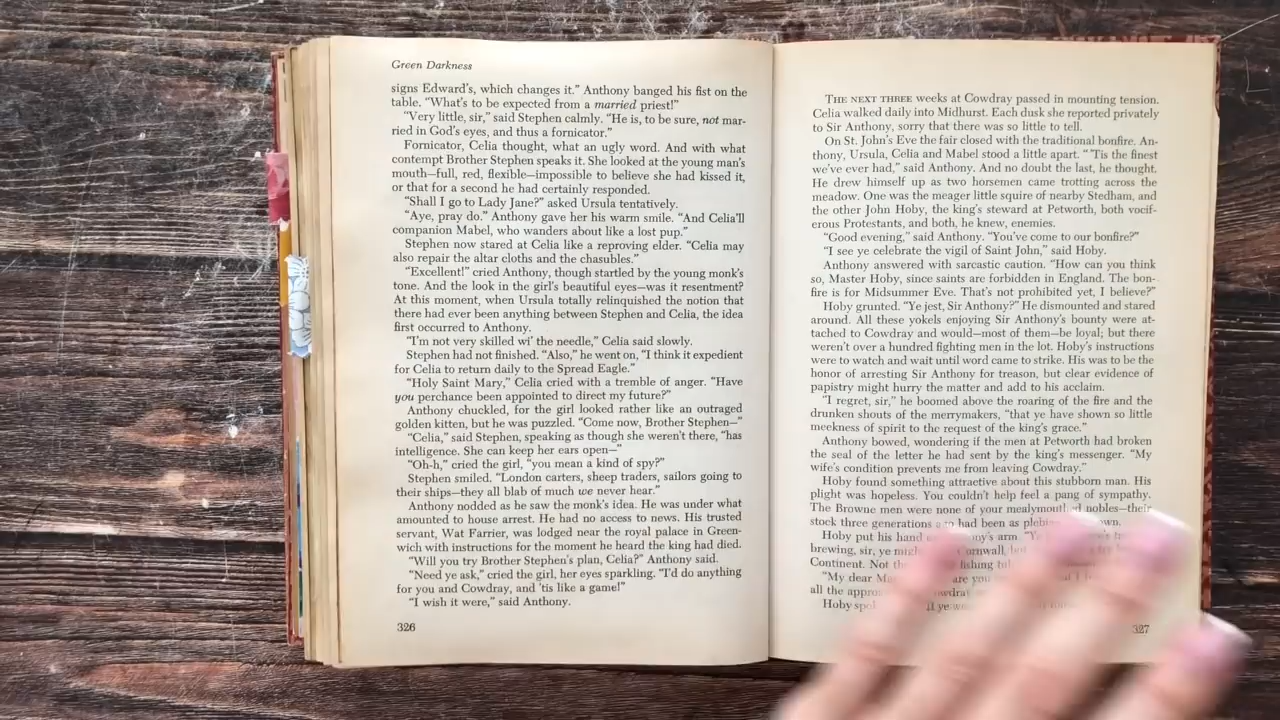 Green Darkness
signs Edward's, which changes it." Anthony banged his fist on the
table. "What's to be expected from a married priest!"
"Very little, sir," said Stephen calmly. "He is, to be sure, not mar-
ried in God's eyes, and thus a fornicator."
Fornicator, Celia thought, what an ugly word. And with what
contempt Brother Stephen speaks it. She looked at the young man's
mouth—full, red, flexible—impossible to believe she had kissed it,
or that for a second he had certainly responded.
"Shall I go to Lady Jane?" asked Ursula tentatively.
"Aye, pray do." Anthony gave her his warm smile. "And Celia'll
companion Mabel, who wanders about like a lost pup."
Stephen now stared at Celia like a reproving elder. "Celia may
also repair the altar cloths and the chasubles."
"Excellent!" cried Anthony, though startled by the young monk's
tone. And the look in the girl's beautiful eyes—was it resentment?
At this moment, when Ursula totally relinquished the notion that
there had ever been anything between Stephen and Celia, the idea
first occurred to Anthony.
"I'm not very skilled wi' the needle," Celia said slowly.
Stephen had not finished. "Also," he went on, "I think it expedient
for Celia to return daily to the Spread Eagle."
"Holy Saint Mary," Celia cried with a tremble of anger. "Have
you perchance been appointed to direct my future?"
Anthony chuckled, for the girl looked rather like an outraged
golden kitten, but he was puzzled. "Come now, Brother Stephen—"
"Celia," said Stephen, speaking as though she weren't there, "has
intelligence. She can keep her ears open—"
"Oh-h," cried the girl, "you mean a kind of spy?"
Stephen smiled. "London carters, sheep traders, sailors going to
their ships—they all blab of much we never hear."
Anthony nodded as he saw the monk's idea. He was under what
amounted to house arrest. He had no access to news. His trusted
servant, Wat Farrier, was lodged near the royal palace in Green-
wich with instructions for the moment he heard the king had died.
"Will you try Brother Stephen's plan, Celia?" Anthony said.
"Need ye ask," cried the girl, her eyes sparkling. "I'd do anything
for you and Cowdray, and 'tis like a game!"
"I wish it were," said Anthony.
326
THE NEXT THREE weeks at Cowdray passed in mounting tension.
Celia walked daily into Midhurst. Each dusk she reported privately
to Sir Anthony, sorry that there was so little to tell.
On St. John's Eve the fair closed with the traditional bonfire. An-
thony, Ursula, Celia and Mabel stood a little apart. "'Tis the finest
we've ever had," said Anthony. And no doubt the last, he thought.
He drew himself up as two horsemen came trotting across the
meadow. One was the meager little squire of nearby Stedham, and
the other John Hoby, the king's steward at Petworth, both vocif-
erous Protestants, and both, he knew, enemies.
"Good evening," said Anthony. "You've come to our bonfire?"
"I see ye celebrate the vigil of Saint John," said Hoby.
Anthony answered with sarcastic caution. "How can you think
so, Master Hoby, since saints are forbidden in England. The bon-
fire is for Midsummer Eve. That's not prohibited yet, I believe?"
Hoby grunted. "Ye jest, Sir Anthony?" He dismounted and stared
around. All these yokels enjoying Sir Anthony's bounty were at-
tached to Cowdray and would—most of them—be loyal; but there
weren't over a hundred fighting men in the lot. Hoby's instructions
were to watch and wait until word came to strike. His was to be the
honor of arresting Sir Anthony for treason, but clear evidence of
papistry might hurry the matter and add to his acclaim.
"I regret, sir," he boomed above the roaring of the fire and the
drunken shouts of the merrymakers, "that ye have shown so little
meekness of spirit to the request of the king's grace."
Anthony bowed, wondering if the men at Petworth had broken
the seal of the letter he had sent by the king's messenger. "My
wife's condition prevents me from leaving Cowdray."
Hoby found something attractive about this stubborn man. His
plight was hopeless. You couldn't help feel a pang of sympathy.
The Browne men were none of your mealymouthed nobles—their
stock three generations ago had been as
Hoby put his hand on
brewing, sir, ye
Continent. Not the fishing
"My dear are you
all the
Hoby
327